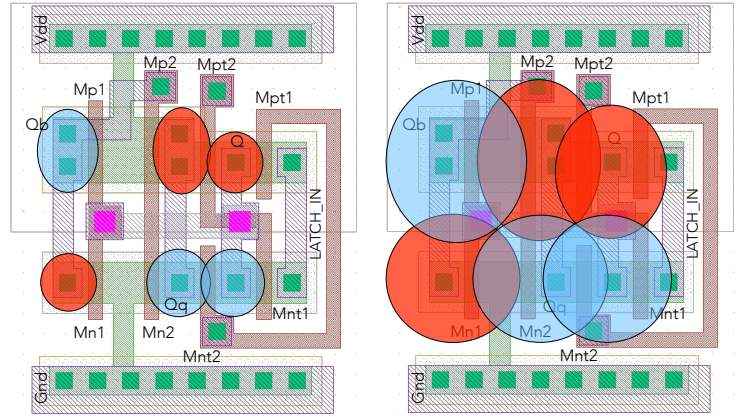 Vdd
Mp2
Mp1
Mpt2
Mpt1
Qb
Q
LATCH_IN
Qq
Mn1
Mn2
Mnt1
Mnt2
Gnd
Vdd
Mp2
Mp1
Mpt2
Mpt1
Qb
Q
LATCH_IN
Qq
Mn1
Mn2
Mnt1
Mnt2
Gnd